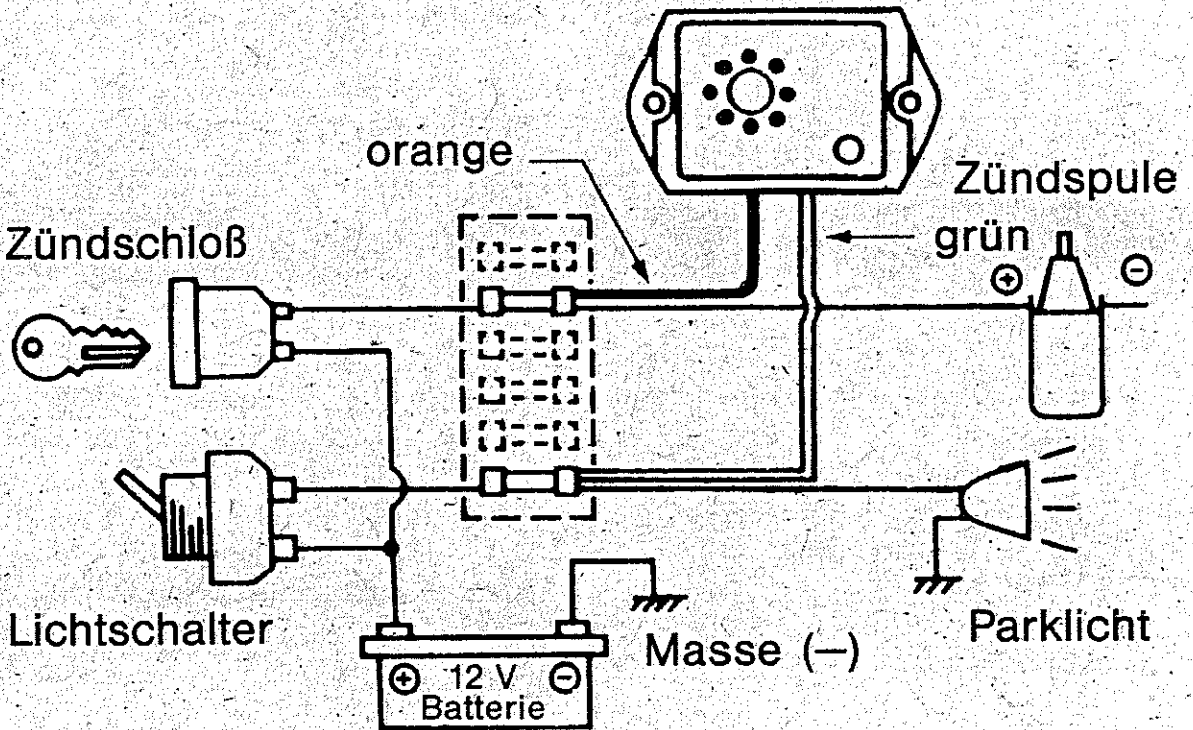 orange
Zündspule
grün
Zündschloß
⊕
⊖
Lichtschalter
Masse (–)
Parklicht
⊕ 12 V ⊖
Batterie